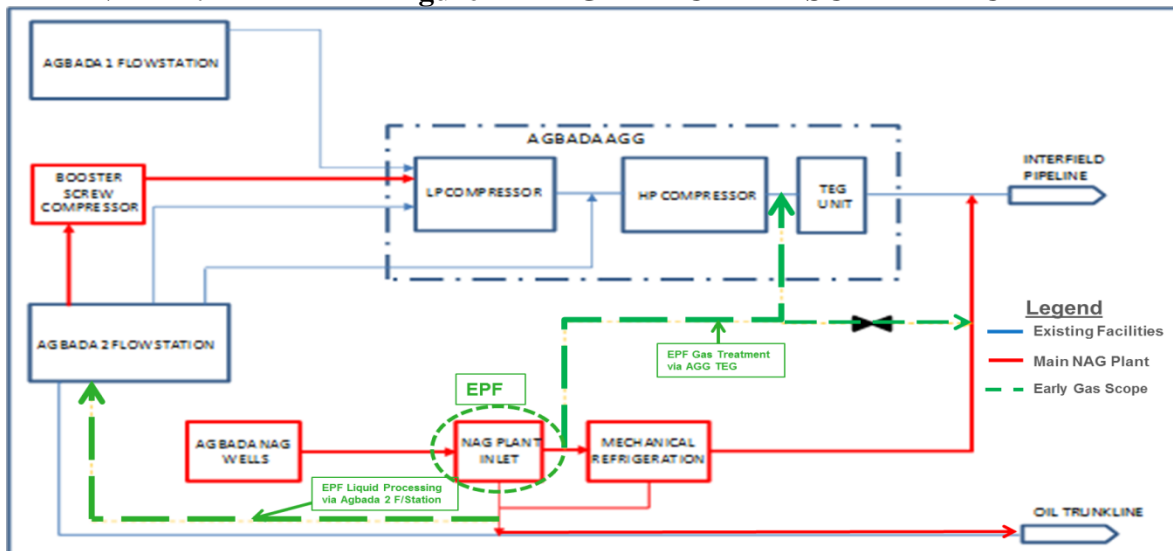 AGBADA 1 FLOWSTATION
AGBADA AGG
BOOSTER
SCREW
COMPRESSOR
LP COMPRESSOR
HP COMPRESSOR
TEG
UNIT
INTERFIELD
PIPELINE
AGBADA 2 FLOWSTATION
EPF Gas Treatment
via AGG TEG
Legend
Existing Facilities
Main NAG Plant
Early Gas Scope
EPF
AGBADA NAG
WELLS
NAG PLANT
INLET
MECHANICAL
REFRIGERATION
EPF Liquid Processing
via Agbada 2 F/Station
OIL TRUNKLINE